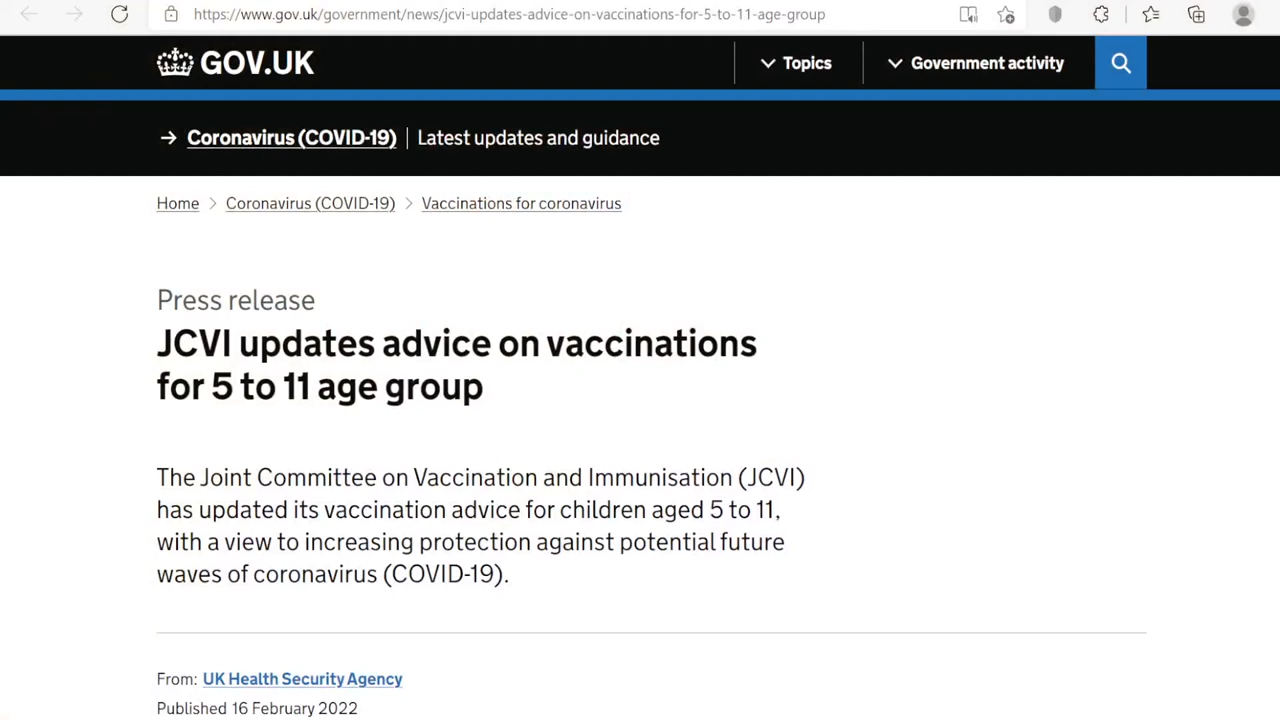 https://www.gov.uk/government/news/jcvi-updates-advice-on-vaccinations-for-5-to-11-age-group
GOV.UK
Topics
Government activity
→ Coronavirus (COVID-19) | Latest updates and guidance
Home > Coronavirus (COVID-19) > Vaccinations for coronavirus
Press release
JCVI updates advice on vaccinations
for 5 to 11 age group
The Joint Committee on Vaccination and Immunisation (JCVI)
has updated its vaccination advice for children aged 5 to 11,
with a view to increasing protection against potential future
waves of coronavirus (COVID-19).
From: UK Health Security Agency
Published 16 February 2022